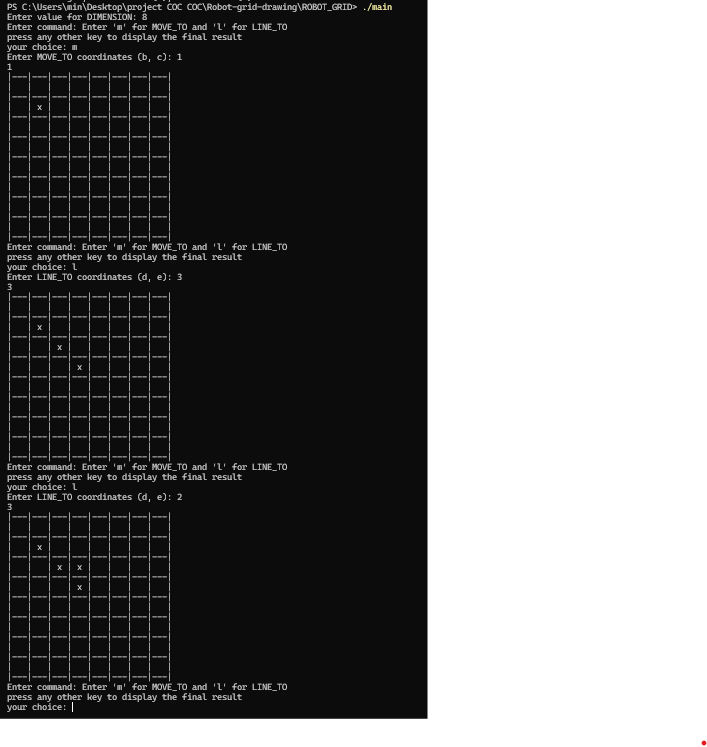 PS C:\Users\min\Desktop\project COC COC\Robot-grid-drawing\ROBOT_GRID> ./main
Enter value for DIMENSION: 8
Enter command: Enter 'm' for MOVE_TO and 'l' for LINE_TO
press any other key to display the final result
your choice: m
Enter MOVE_TO coordinates (b, c): 1
1
|---|---|---|---|---|---|---|---|
|   |   |   |   |   |   |   |   |
|---|---|---|---|---|---|---|---|
|   | x |   |   |   |   |   |   |
|---|---|---|---|---|---|---|---|
|   |   |   |   |   |   |   |   |
|---|---|---|---|---|---|---|---|
|   |   |   |   |   |   |   |   |
|---|---|---|---|---|---|---|---|
|   |   |   |   |   |   |   |   |
|---|---|---|---|---|---|---|---|
|   |   |   |   |   |   |   |   |
|---|---|---|---|---|---|---|---|
|   |   |   |   |   |   |   |   |
|---|---|---|---|---|---|---|---|
|   |   |   |   |   |   |   |   |
|---|---|---|---|---|---|---|---|
Enter command: Enter 'm' for MOVE_TO and 'l' for LINE_TO
press any other key to display the final result
your choice: l
Enter LINE_TO coordinates (d, e): 3
3
|---|---|---|---|---|---|---|---|
|   |   |   |   |   |   |   |   |
|---|---|---|---|---|---|---|---|
|   | x |   |   |   |   |   |   |
|---|---|---|---|---|---|---|---|
|   |   | x |   |   |   |   |   |
|---|---|---|---|---|---|---|---|
|   |   |   | x |   |   |   |   |
|---|---|---|---|---|---|---|---|
|   |   |   |   |   |   |   |   |
|---|---|---|---|---|---|---|---|
|   |   |   |   |   |   |   |   |
|---|---|---|---|---|---|---|---|
|   |   |   |   |   |   |   |   |
|---|---|---|---|---|---|---|---|
|   |   |   |   |   |   |   |   |
|---|---|---|---|---|---|---|---|
Enter command: Enter 'm' for MOVE_TO and 'l' for LINE_TO
press any other key to display the final result
your choice: l
Enter LINE_TO coordinates (d, e): 2
3
|---|---|---|---|---|---|---|---|
|   |   |   |   |   |   |   |   |
|---|---|---|---|---|---|---|---|
|   | x |   |   |   |   |   |   |
|---|---|---|---|---|---|---|---|
|   |   | x | x |   |   |   |   |
|---|---|---|---|---|---|---|---|
|   |   |   | x |   |   |   |   |
|---|---|---|---|---|---|---|---|
|   |   |   |   |   |   |   |   |
|---|---|---|---|---|---|---|---|
|   |   |   |   |   |   |   |   |
|---|---|---|---|---|---|---|---|
|   |   |   |   |   |   |   |   |
|---|---|---|---|---|---|---|---|
|   |   |   |   |   |   |   |   |
|---|---|---|---|---|---|---|---|
Enter command: Enter 'm' for MOVE_TO and 'l' for LINE_TO
press any other key to display the final result
your choice: